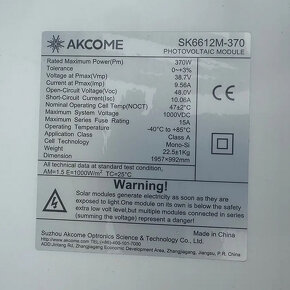 AKCOME SK6612M-370
PHOTOVOLTAIC MODULE
Rated Maximum Power(Pm) 370W
Tolerance 0~+3%
Voltage at Pmax(Vmp) 38.7V
Current at Pmax(Imp) 9.56A
Open-Circuit Voltage(Voc) 48.0V
Short-Circuit Current(Isc) 10.06A
Nominal Operating Cell Temp(NOCT) 47±2°C
Maximum System Voltage 1000VDC
Maximum Series Fuse Rating 15A
Operating Temperature -40°C to +85°C
Application Class Class A
Cell Technology Mono-Si
Weight 22.5±1Kg
Dimension 1957×992mm
All technical data at standard test condition
AM=1.5 E=1000W/m² TC=25°C
Warning!
Solar modules generate electricity as soon as they are
exposed to light.One module on its own is below the safety
extra low volt level,but multiple modules connected in series
(summing the voltage) represent a danger!
Suzhou Akcome Optronics Science & Technology Co., Ltd. Made in China
http://www.akcome.com
Jiangsu, P.R. China